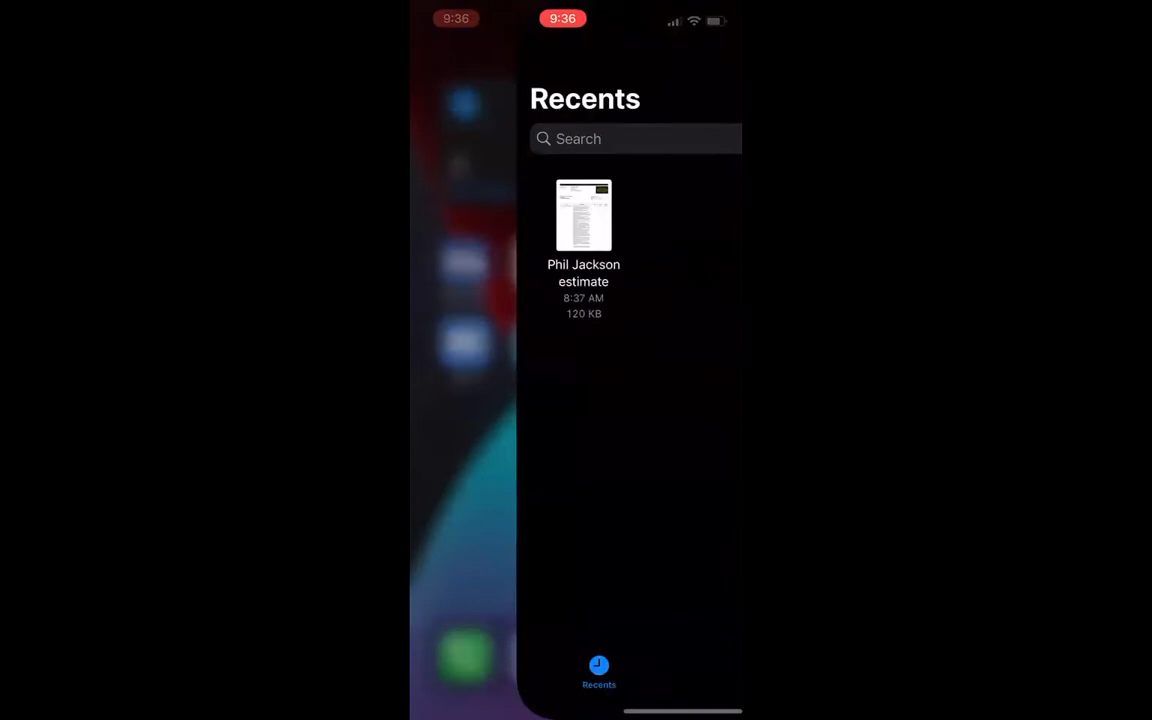 9:36
9:36
Recents
Search
Phil Jackson
estimate
8:37 AM
120 KB
Recents